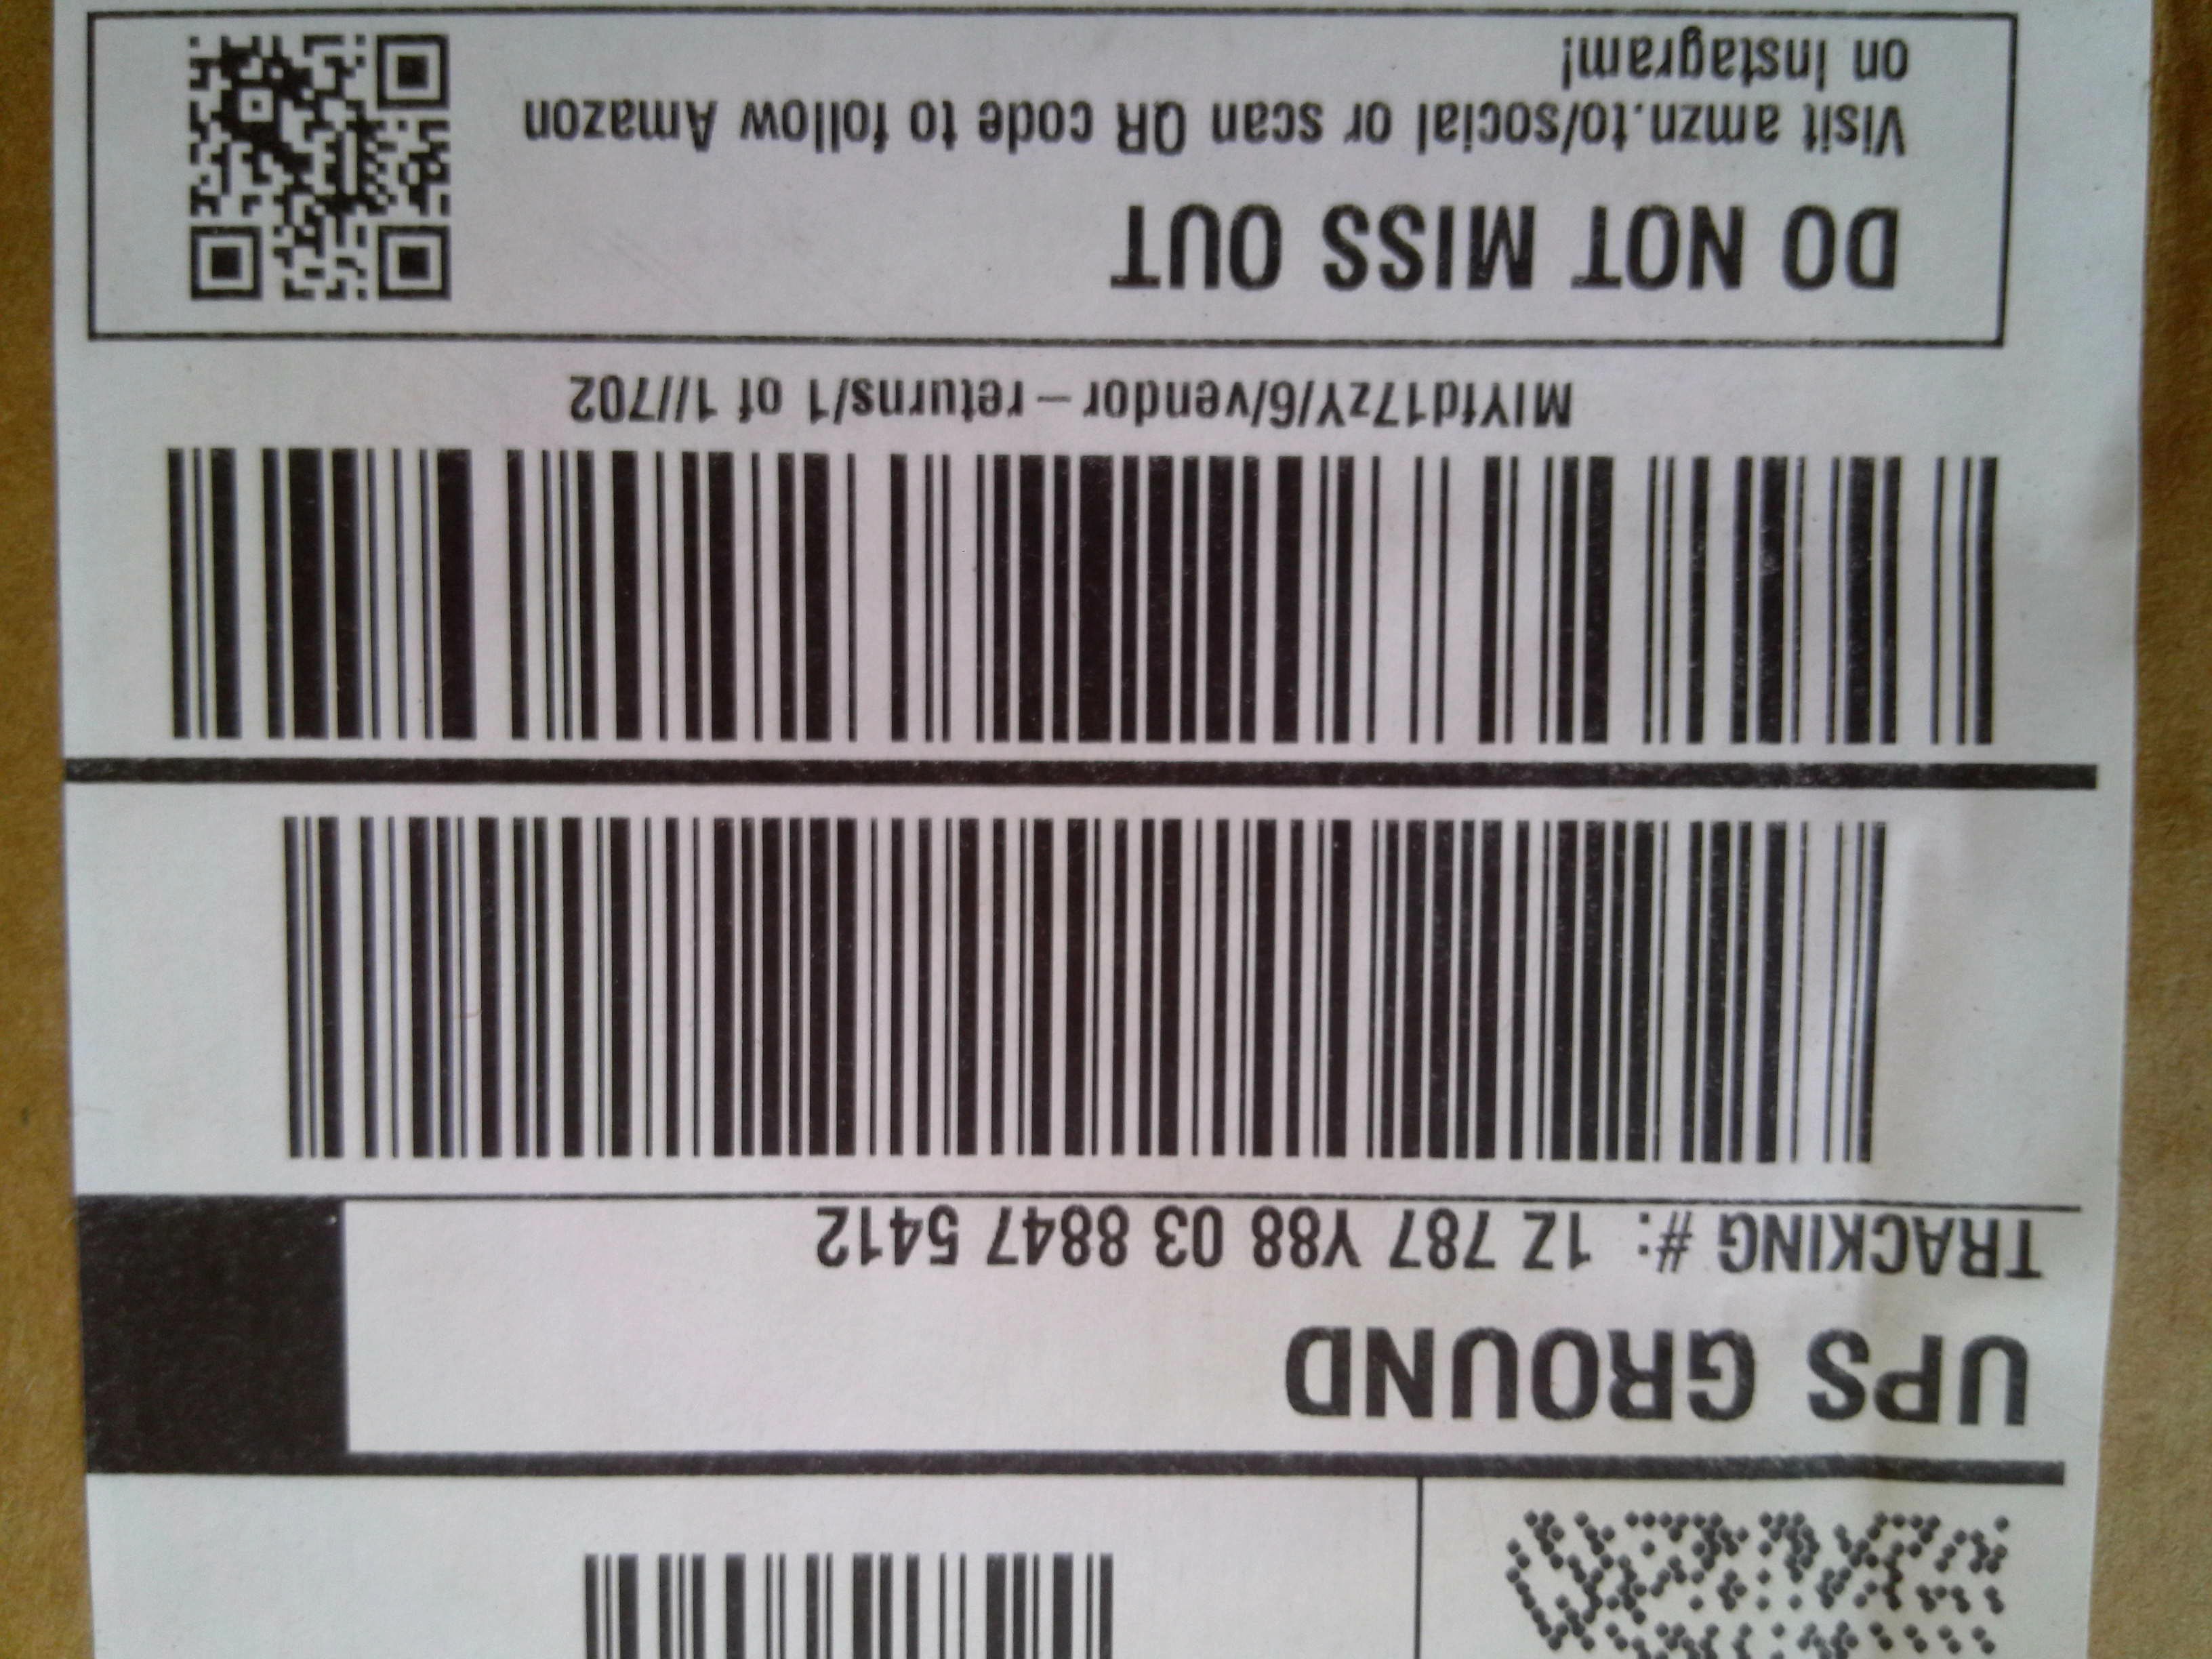 UPS GROUND
TRACKING #: 1Z 787 Y88 03 8847 5412
MIYfd17zY/6/vendor-returns/1 of 1//702
DO NOT MISS OUT
Visit amzn.to/social or scan QR code to follow Amazon
on Instagram!